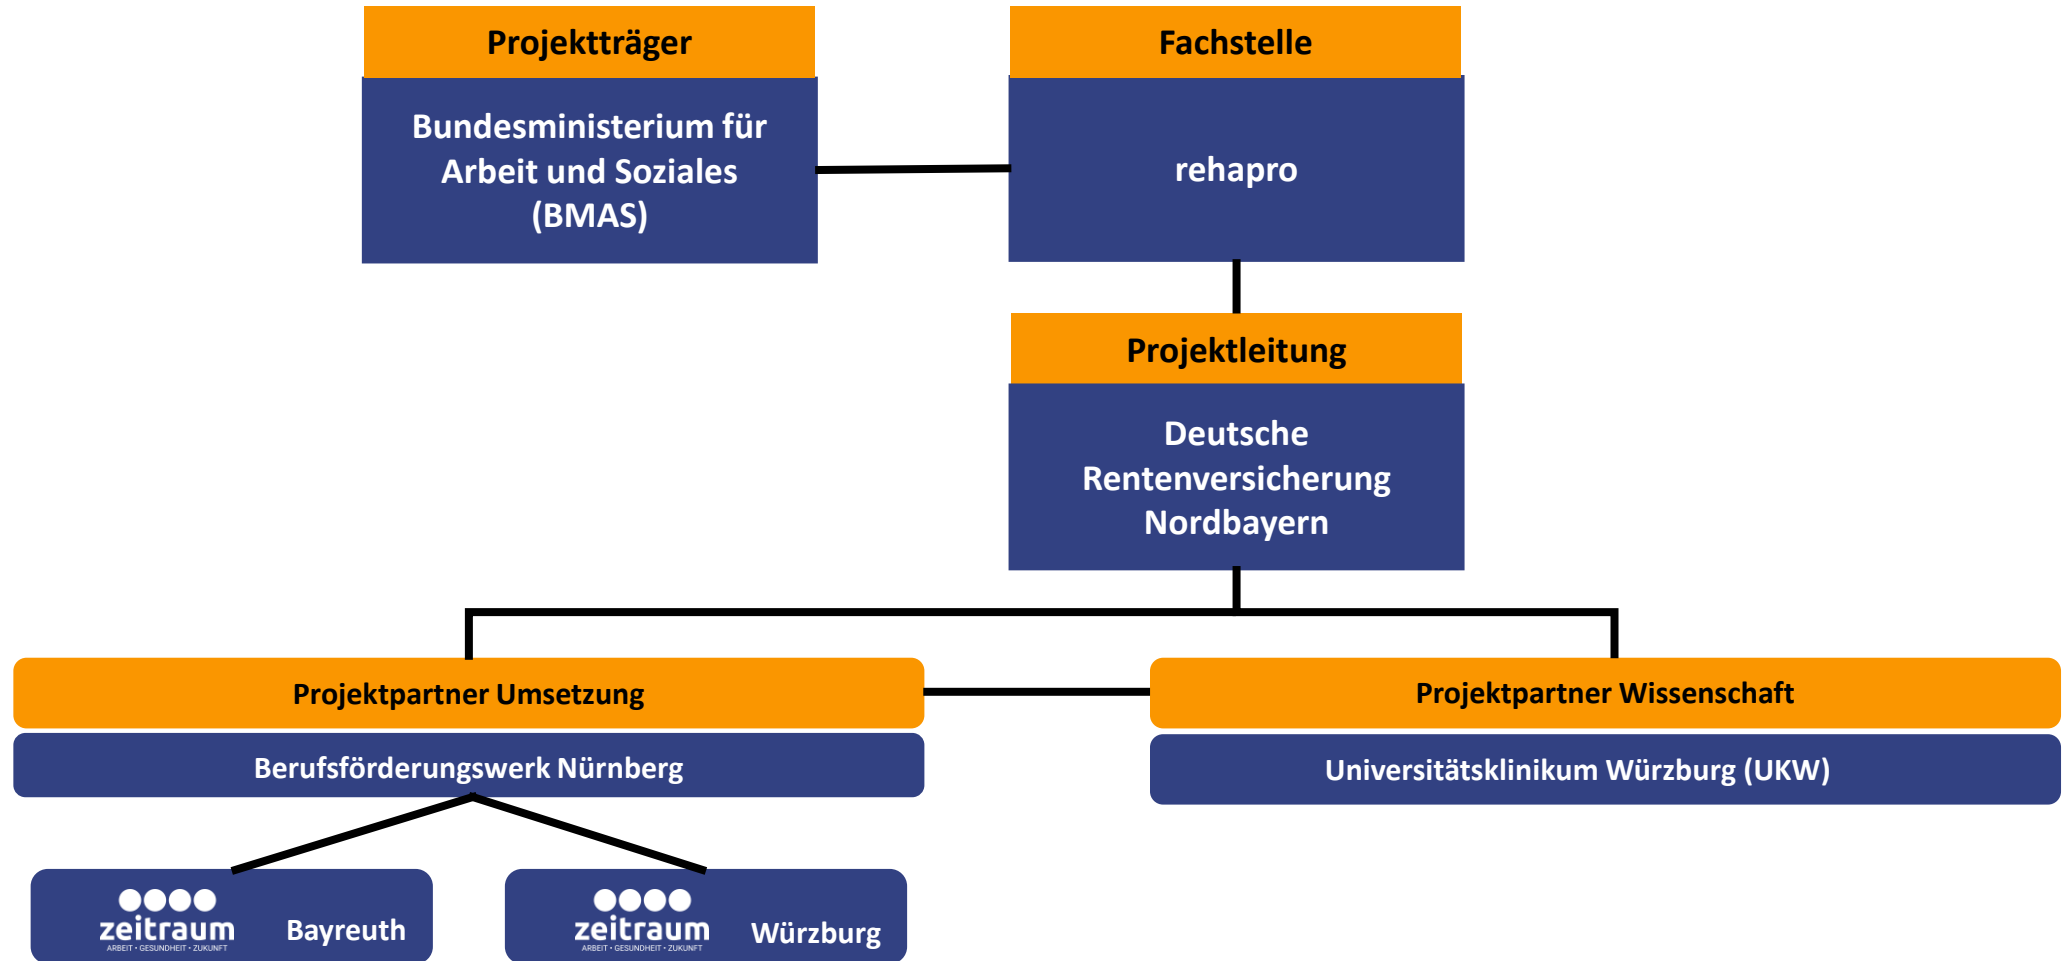 Projektträger
Bundesministerium für
Arbeit und Soziales
(BMAS)
Fachstelle
rehapro
Projektleitung
Deutsche
Rentenversicherung
Nordbayern
Projektpartner Umsetzung
Berufsförderungswerk Nürnberg
Projektpartner Wissenschaft
Universitätsklinikum Würzburg (UKW)
zeitraum
ARBEIT • GESUNDHEIT • ZUKUNFT
Bayreuth
zeitraum
ARBEIT • GESUNDHEIT • ZUKUNFT
Würzburg